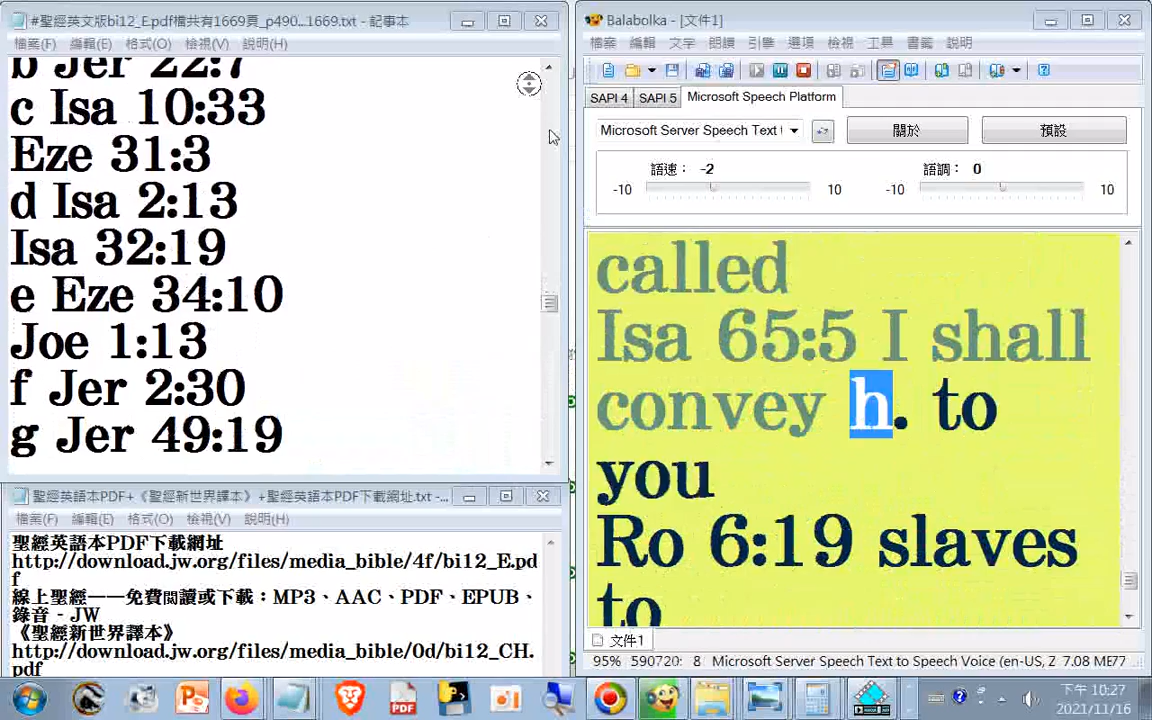 #聖經英文版bi12_E.pdf檔共有1669頁_p490...1669.txt - 記事本
檔案(F) 編輯(E) 格式(O) 檢視(V) 說明(H)
b Jer 22:7
c Isa 10:33
Eze 31:3
d Isa 2:13
Isa 32:19
e Eze 34:10
Joe 1:13
f Jer 2:30
g Jer 49:19
聖經英語本PDF+《聖經新世界譯本》+聖經英語本PDF下載網址.txt -...
檔案(F) 編輯(E) 格式(O) 檢視(V) 說明(H)
聖經英語本PDF下載網址
http://download.jw.org/files/media_bible/4f/bi12_E.pd
f
線上聖經——免費閱讀或下載：MP3、AAC、PDF、EPUB、
錄音 - JW
《聖經新世界譯本》
http://download.jw.org/files/media_bible/0d/bi12_CH.
pdf
Balabolka - [文件1]
檔案 編輯 文字 朗讀 引擎 選項 檢視 工具 書籤 說明
SAPI 4 SAPI 5 Microsoft Speech Platform
Microsoft Server Speech Text 關於 預設
語速： -2 語調： 0
-10 10 -10 10
called
Isa 65:5 I shall
convey h. to
you
Ro 6:19 slaves
to
文件1
95% 590720: 8 Microsoft Server Speech Text to Speech Voice (en-US, Z 7.08 ME77
PDF
下午 10:27
2021/11/16